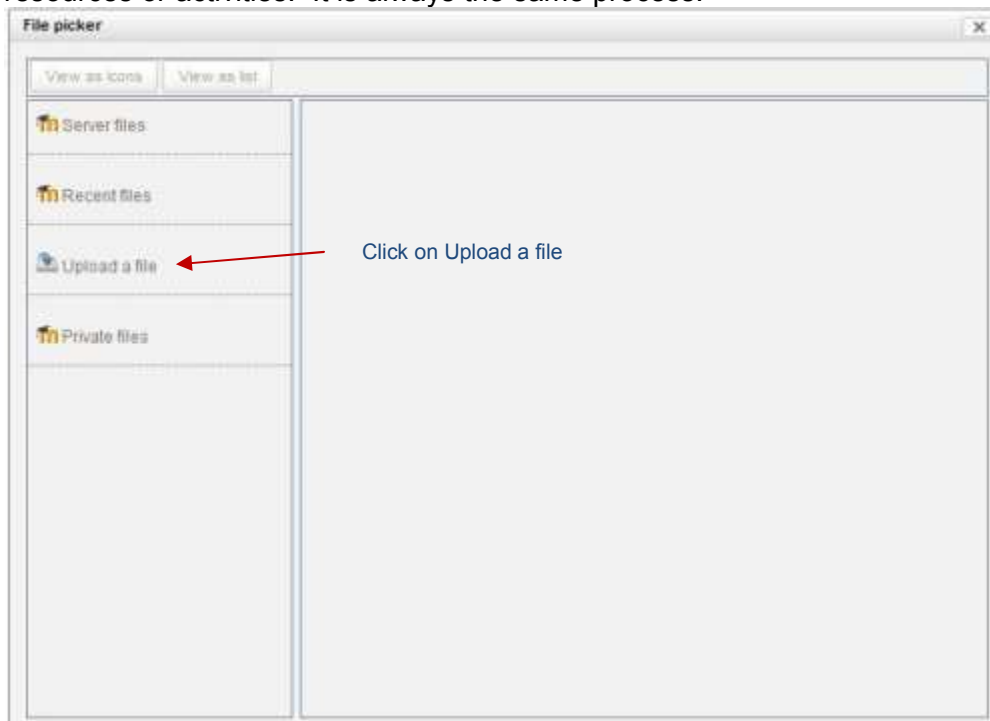 resources or activities.  It is always the same process.
File picker
View as icons View as list
Server files
Recent files
Upload a file
Click on Upload a file
Private files